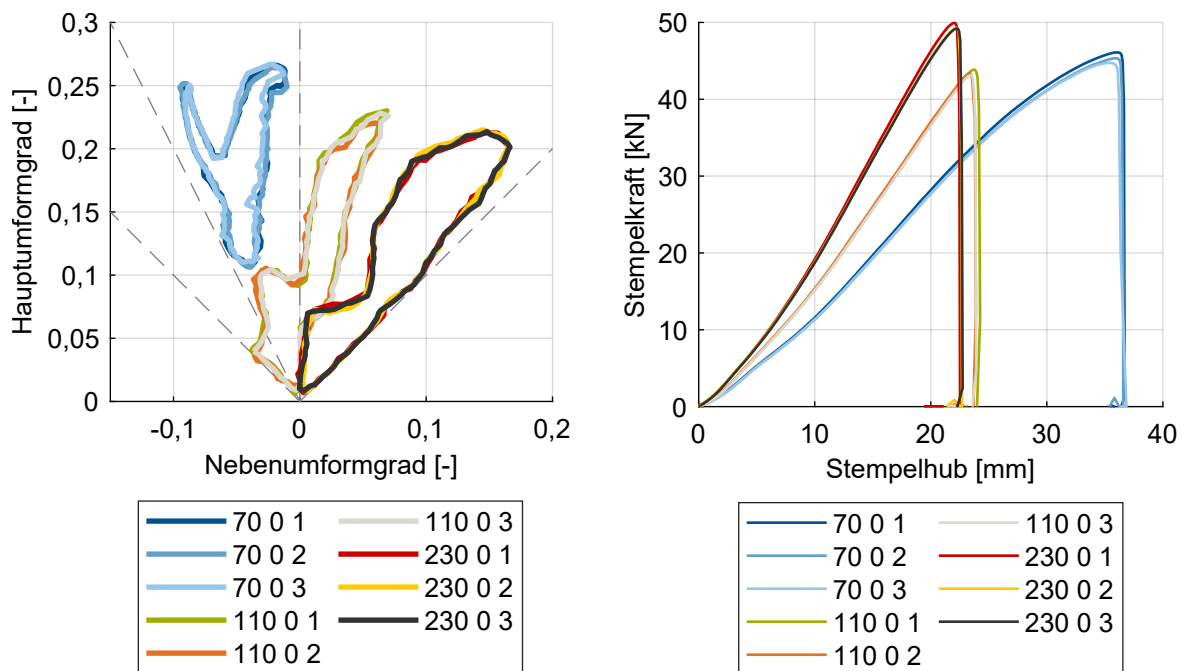 0,3
0,25
0,2
0,15
0,1
0,05
0
-0,1
0
0,1
0,2
Hauptumformgrad [-]
Nebenumformgrad [-]
70 0 1
70 0 2
70 0 3
110 0 1
110 0 2
110 0 3
230 0 1
230 0 2
230 0 3
50
40
30
20
10
0
0
10
20
30
40
Stempelkraft [kN]
Stempelhub [mm]
70 0 1
70 0 2
70 0 3
110 0 1
110 0 2
110 0 3
230 0 1
230 0 2
230 0 3